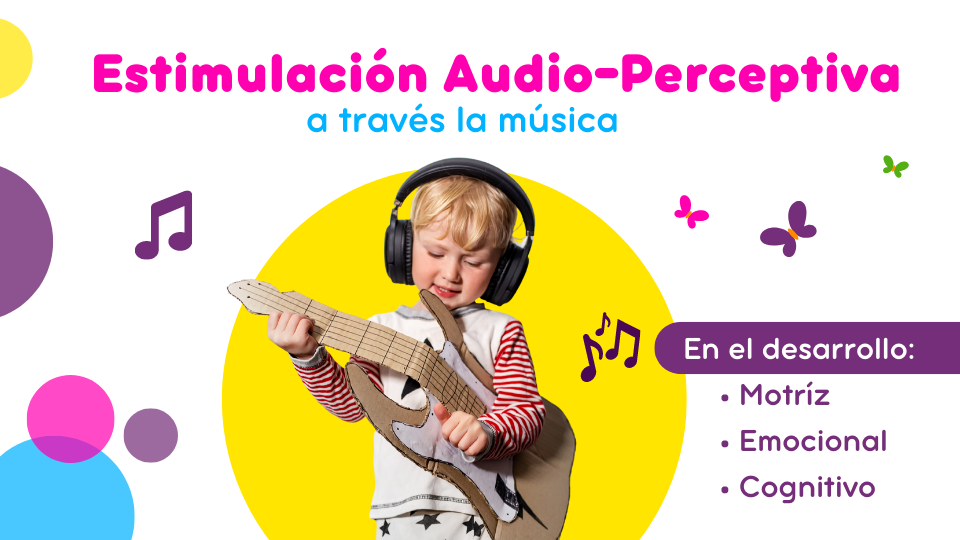 Estimulación Audio-Perceptiva
a través la música
En el desarrollo:
• Motríz
• Emocional
• Cognitivo